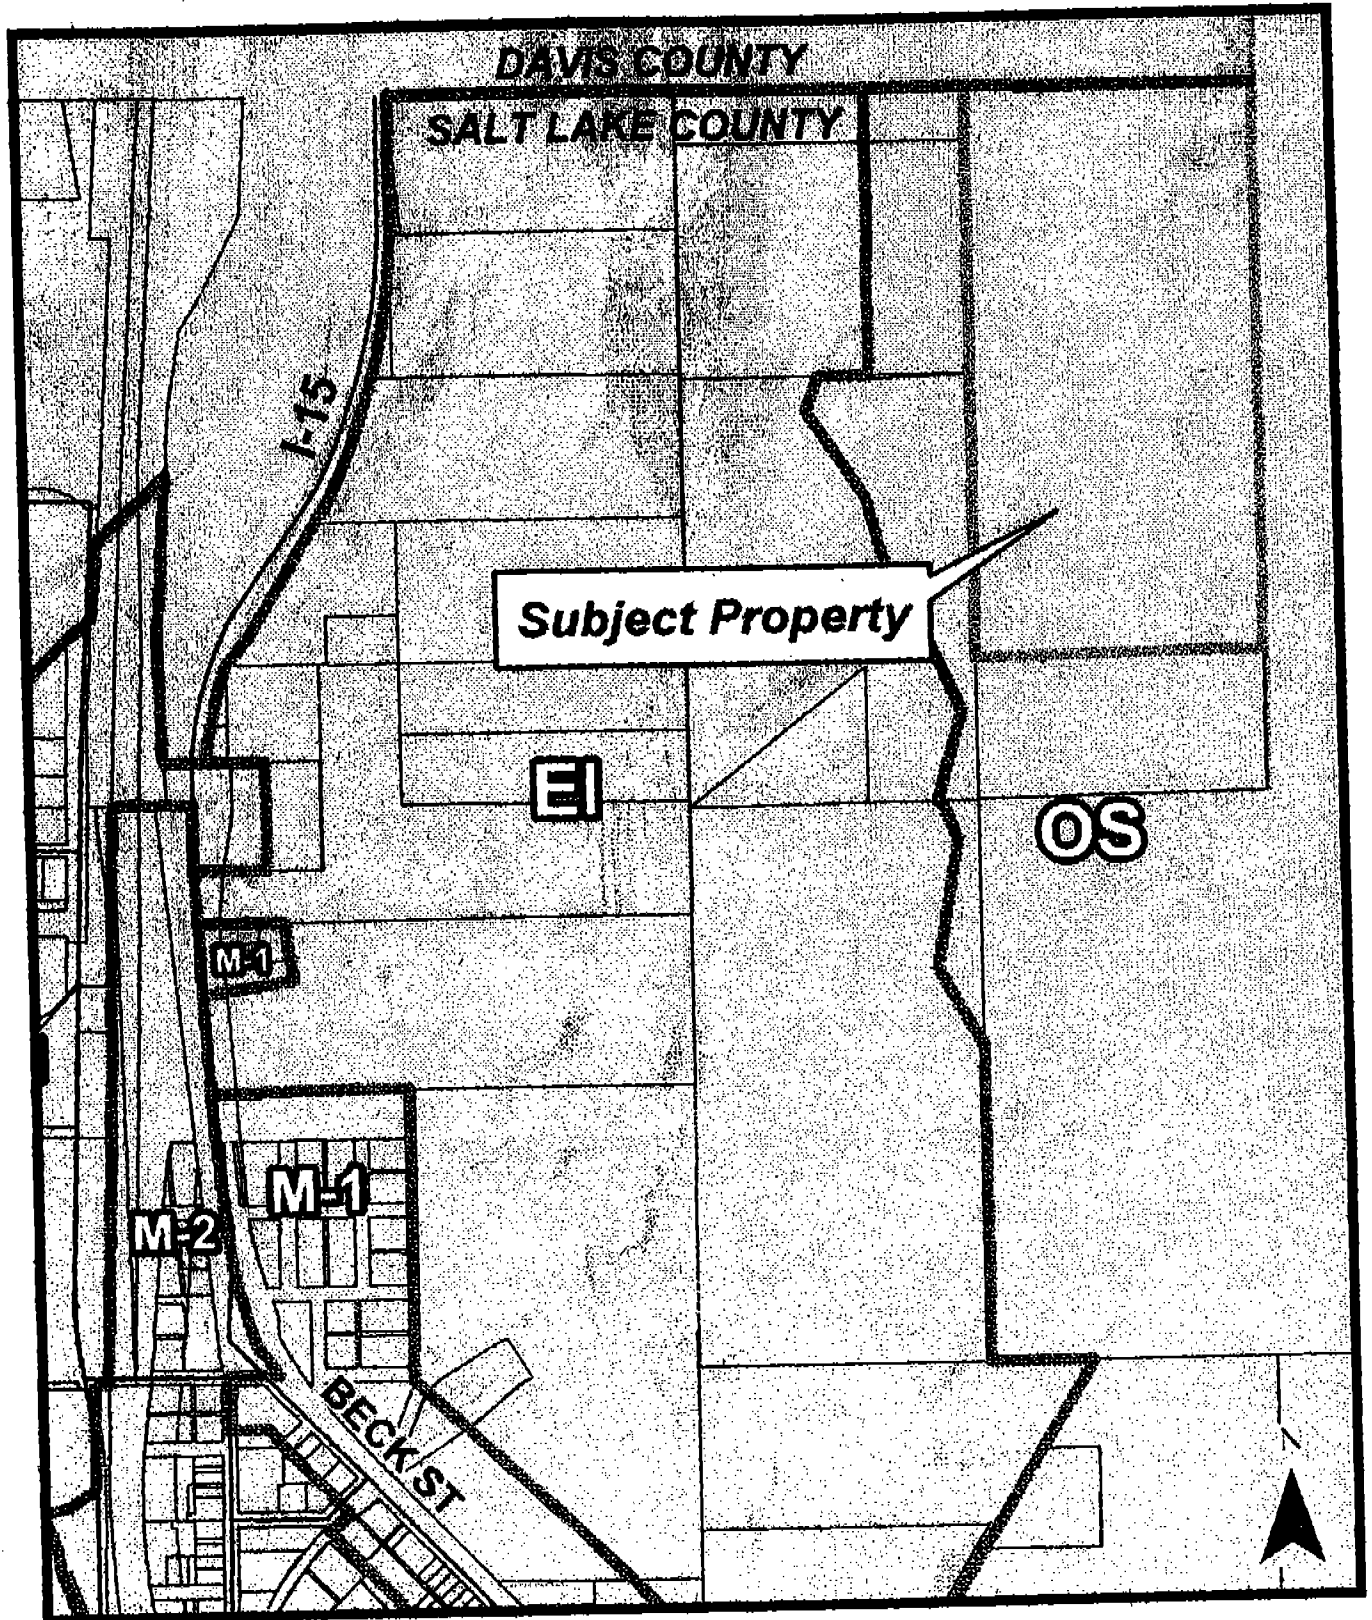 DAVIS COUNTY
SALT LAKE COUNTY
I-15
Subject Property
EI
OS
M-1
M-1
M-2
BECK ST
N